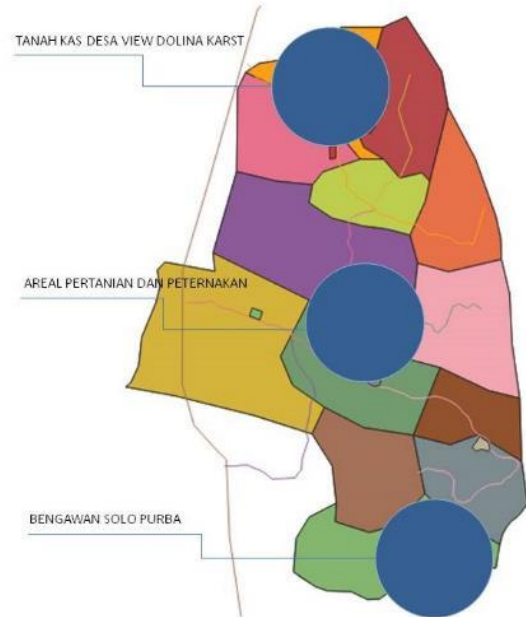 TANAH KAS DESA VIEW DOLINA KARST
AREAL PERTANIAN DAN PETERNAKAN
BENGAWAN SOLO PURBA